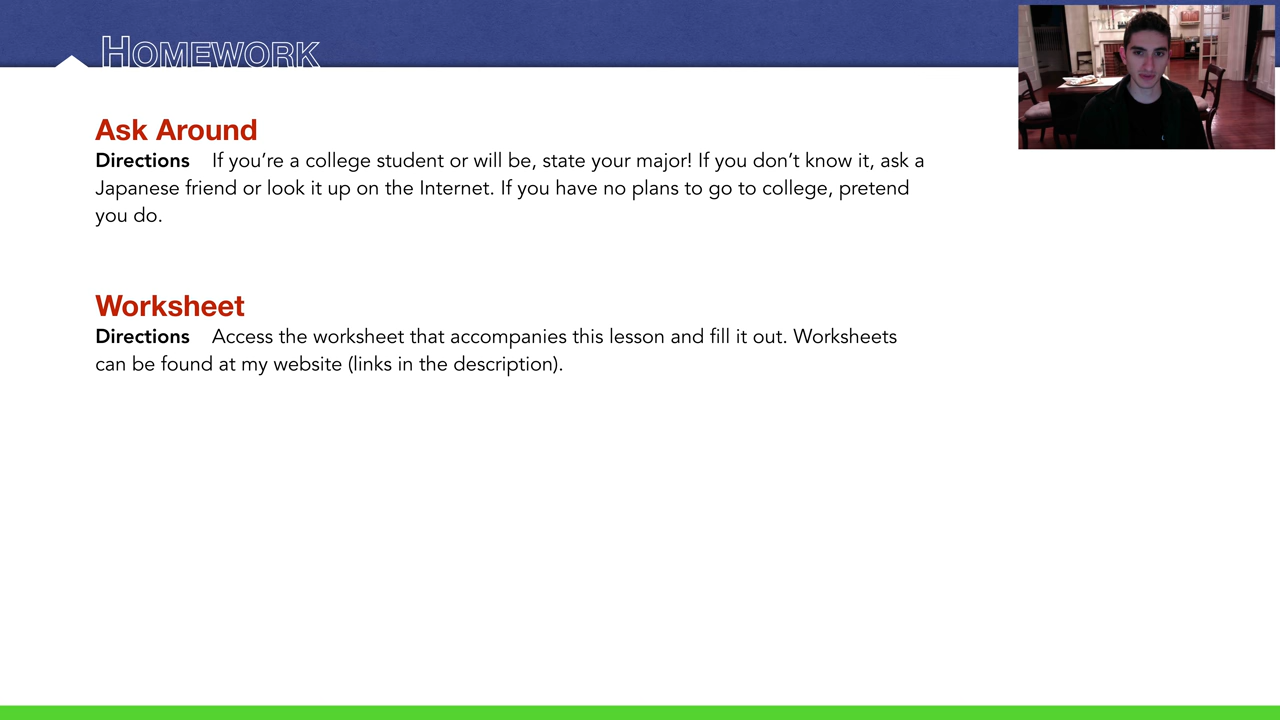 HOMEWORK
Ask Around
Directions If you're a college student or will be, state your major! If you don't know it, ask a
Japanese friend or look it up on the Internet. If you have no plans to go to college, pretend
you do.
Worksheet
Directions Access the worksheet that accompanies this lesson and fill it out. Worksheets
can be found at my website (links in the description).